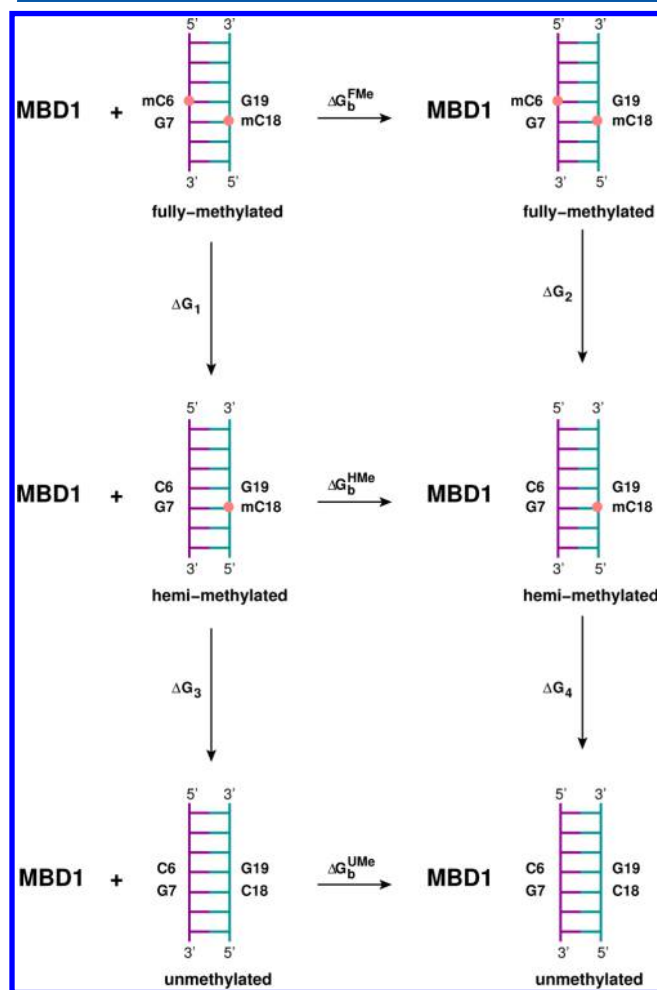 5’ 3’ 5’ 3’
mC6 G19 ΔG_b^FMe mC6 G19
MBD1 + G7 mC18 MBD1 G7 mC18
3’ 5’ 3’ 5’
fully−methylated fully−methylated
ΔG₁ ΔG₂
5’ 3’ 5’ 3’
C6 G19 ΔG_b^HMe C6 G19
MBD1 + G7 mC18 MBD1 G7 mC18
3’ 5’ 3’ 5’
hemi−methylated hemi−methylated
ΔG₃ ΔG₄
5’ 3’ 5’ 3’
C6 G19 ΔG_b^UMe C6 G19
MBD1 + G7 C18 MBD1 G7 C18
3’ 5’ 3’ 5’
unmethylated unmethylated